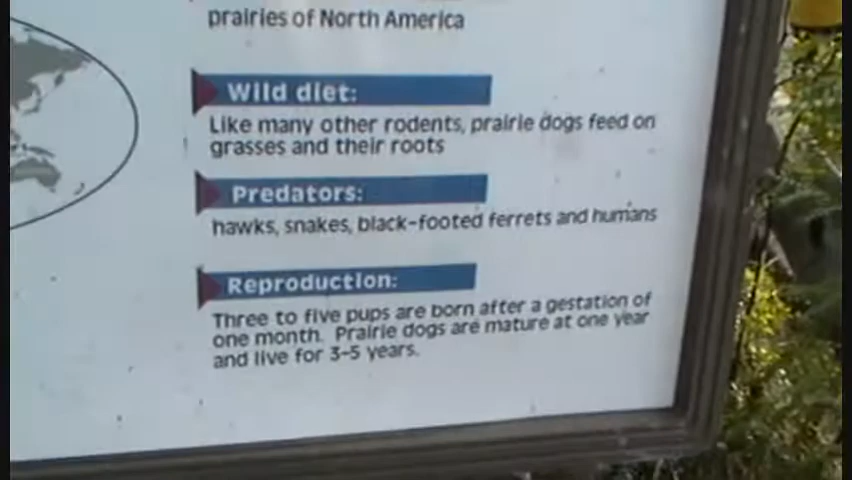 prairies of North America
Wild diet:
Like many other rodents, prairie dogs feed on
grasses and their roots
Predators:
hawks, snakes, black-footed ferrets and humans
Reproduction:
Three to five pups are born after a gestation of
one month. Prairie dogs are mature at one year
and live for 3-5 years.